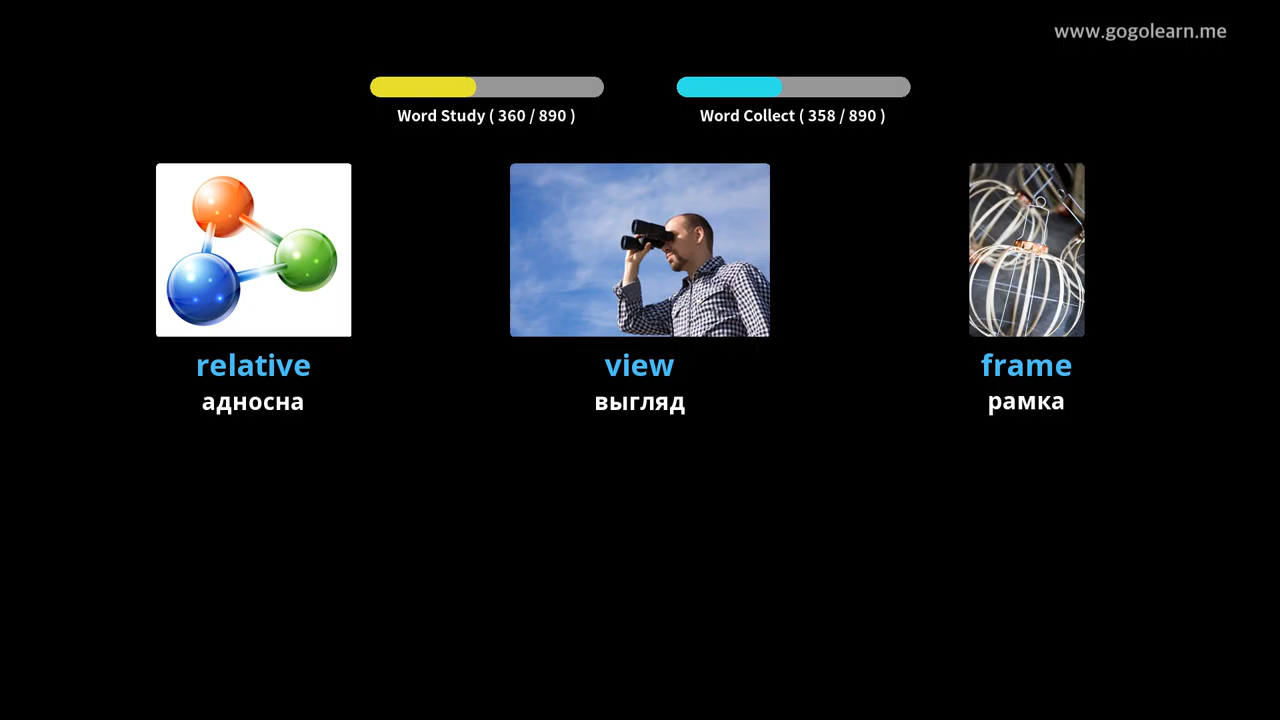 www.gogolearn.me
Word Study ( 360 / 890 )
Word Collect ( 358 / 890 )
relative
адносна
view
выгляд
frame
рамка